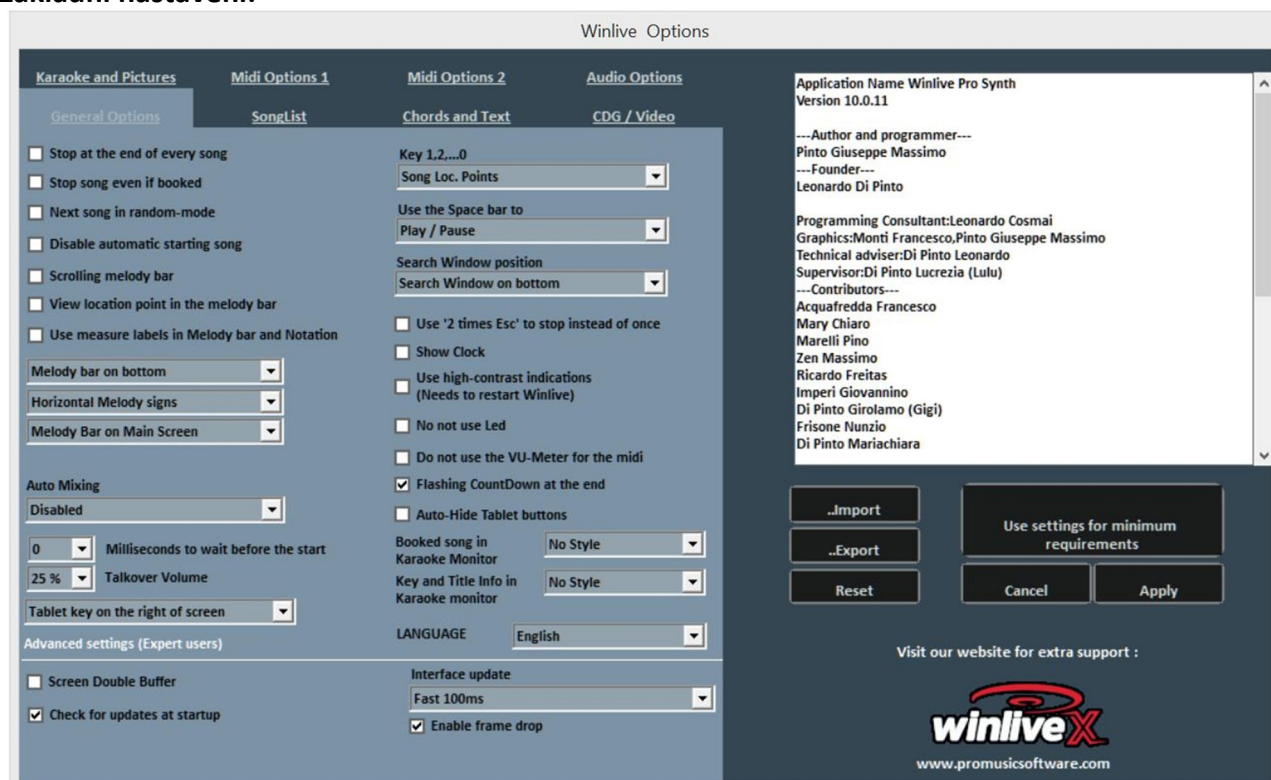 Winlive Options
Karaoke and Pictures Midi Options 1 Midi Options 2 Audio Options
General Options SongList Chords and Text CDG / Video
Stop at the end of every song
Stop song even if booked
Next song in random-mode
Disable automatic starting song
Scrolling melody bar
View location point in the melody bar
Use measure labels in Melody bar and Notation
Melody bar on bottom
Horizontal Melody signs
Melody Bar on Main Screen
Auto Mixing
Disabled
0 Milliseconds to wait before the start
25 % Talkover Volume
Tablet key on the right of screen
Key 1,2,...0
Song Loc. Points
Use the Space bar to
Play / Pause
Search Window position
Search Window on bottom
Use '2 times Esc' to stop instead of once
Show Clock
Use high-contrast indications
(Needs to restart Winlive)
No not use Led
Do not use the VU-Meter for the midi
Flashing CountDown at the end
Auto-Hide Tablet buttons
Booked song in
Karaoke Monitor
No Style
Key and Title Info in
Karaoke monitor
No Style
LANGUAGE English
Advanced settings (Expert users)
Screen Double Buffer
Check for updates at startup
Interface update
Fast 100ms
Enable frame drop
Application Name Winlive Pro Synth
Version 10.0.11
---Author and programmer---
Pinto Giuseppe Massimo
---Founder---
Leonardo Di Pinto
Programming Consultant:Leonardo Cosmai
Graphics:Monti Francesco,Pinto Giuseppe Massimo
Technical adviser:Di Pinto Leonardo
Supervisor:Di Pinto Lucrezia (Lulu)
---Contributors---
Acquafredda Francesco
Mary Chiaro
Marelli Pino
Zen Massimo
Ricardo Freitas
Imperi Giovannino
Di Pinto Girolamo (Gigi)
Frisone Nunzio
Di Pinto Mariachiara
..Import
..Export
Reset
Use settings for minimum
requirements
Cancel Apply
Visit our website for extra support :
winlive X
www.promusicsoftware.com